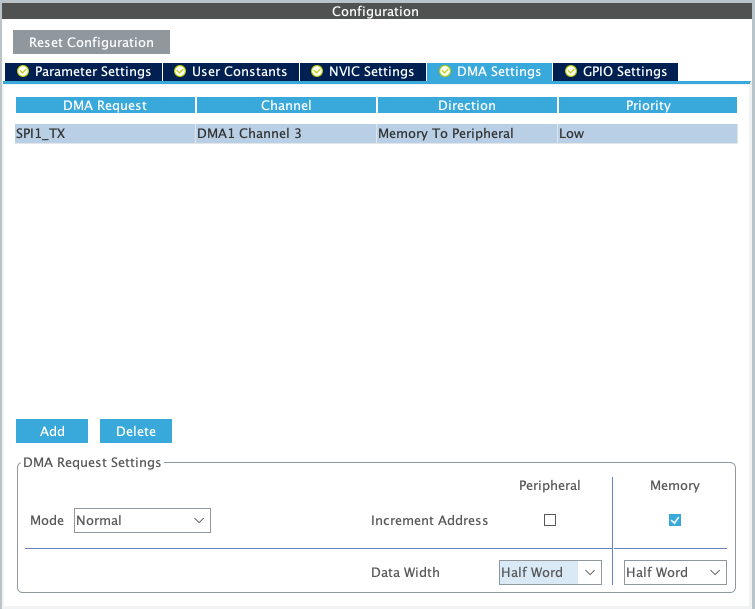 Configuration
Reset Configuration
Parameter Settings User Constants NVIC Settings DMA Settings GPIO Settings
DMA Request Channel Direction Priority
SPI1_TX DMA1 Channel 3 Memory To Peripheral Low
Add Delete
DMA Request Settings
Peripheral Memory
Mode Normal Increment Address
Data Width Half Word Half Word